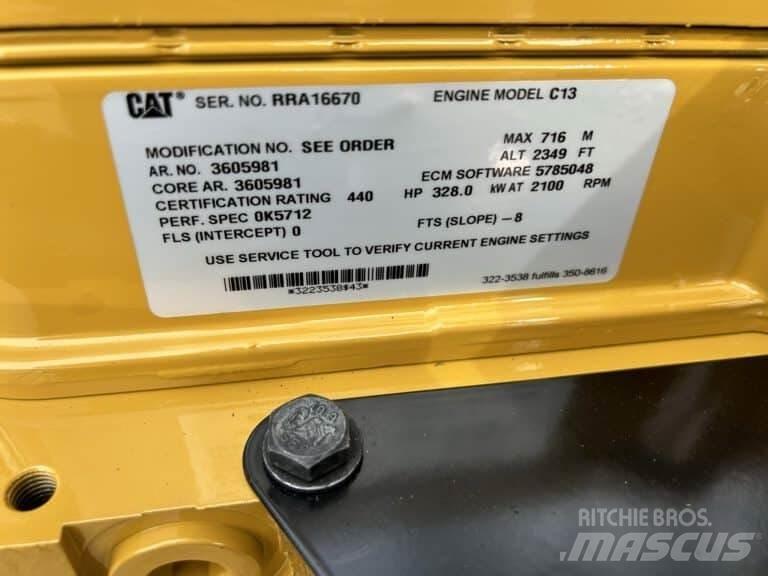 CAT® SER. NO. RRA16670 ENGINE MODEL C13
MODIFICATION NO. SEE ORDER MAX 716 M
AR. NO. 3605981 ALT 2349 FT
CORE AR. 3605981 ECM SOFTWARE 5785048
CERTIFICATION RATING 440 HP 328.0 kW AT 2100 RPM
PERF. SPEC 0K5712
FLS (INTERCEPT) 0 FTS (SLOPE) -8
USE SERVICE TOOL TO VERIFY CURRENT ENGINE SETTINGS
*3223538$43* 322-3538 fulfills 350-8616
RITCHIE BROS.
MASCUS